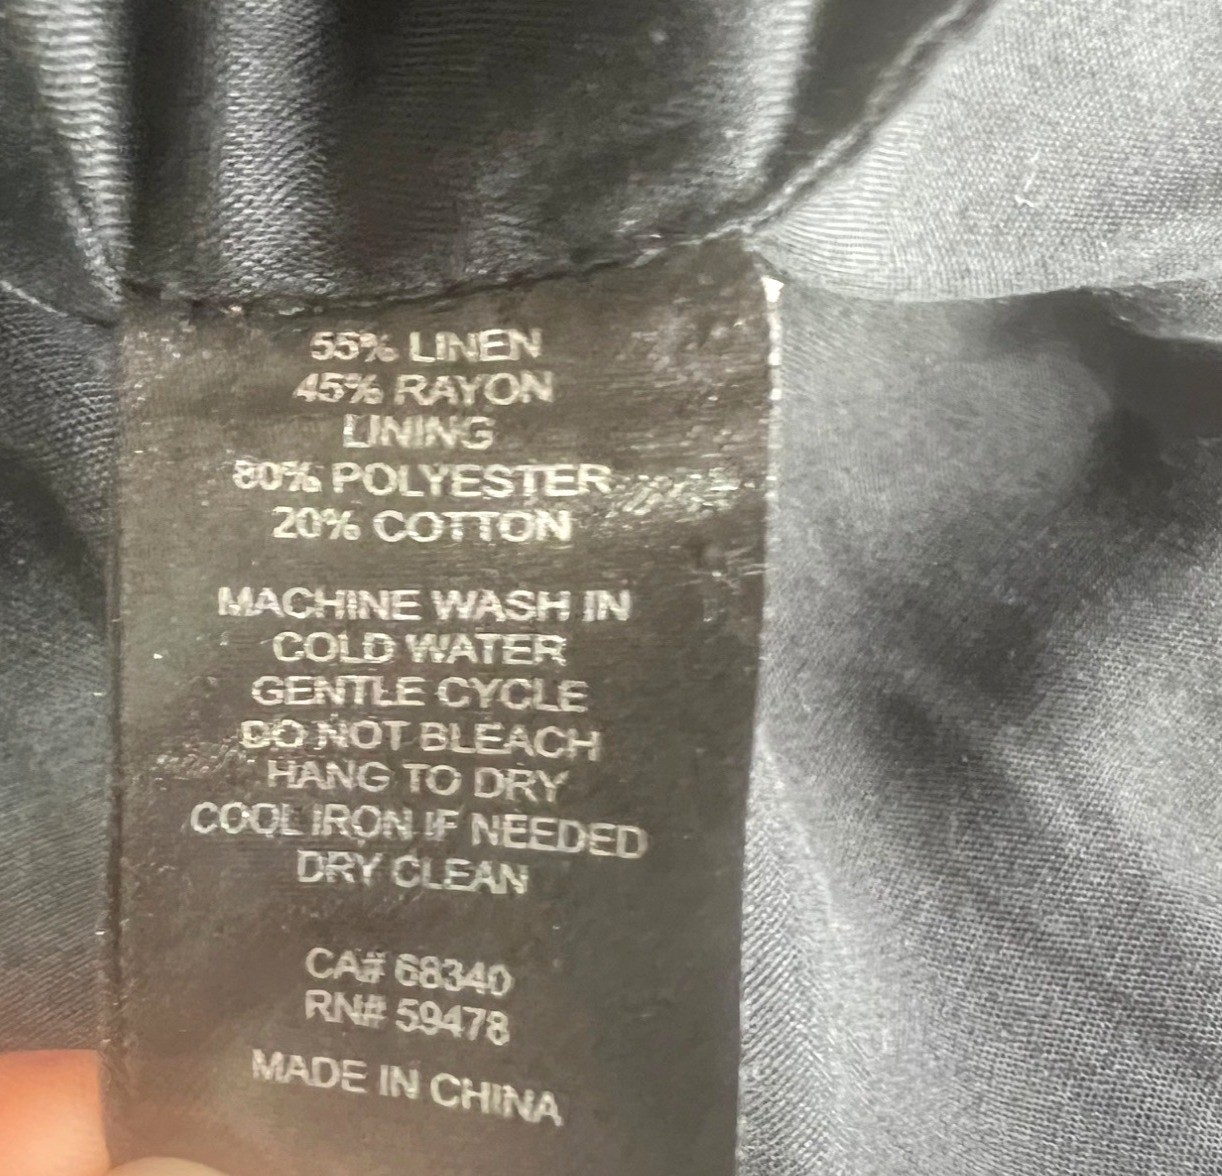 55% LINEN
45% RAYON
LINING
80% POLYESTER
20% COTTON
MACHINE WASH IN
COLD WATER
GENTLE CYCLE
DO NOT BLEACH
HANG TO DRY
COOL IRON IF NEEDED
DRY CLEAN
CA# 68340
RN# 59478
MADE IN CHINA